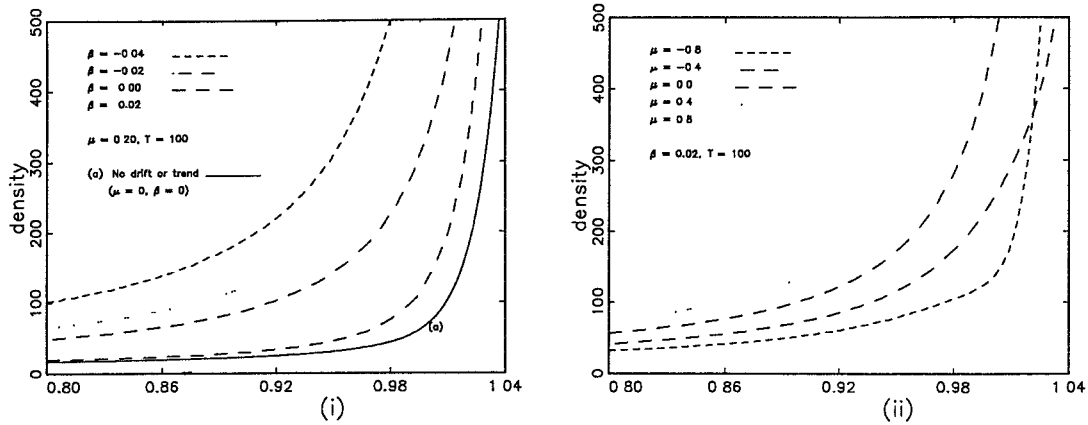 500
400
300
200
100
0
density
β = −0.04
β = −0.02
β = 0.00
β = 0.02
μ = 0.20, T = 100
(a) No drift or trend
(μ = 0, β = 0)
(a)
0.80 0.86 0.92 0.98 1 04
(i)
500
400
300
200
100
0
density
μ = −0 8
μ = −0.4
μ = 0 0
μ = 0 4
μ = 0 8
β = 0.02, T = 100
0 80 0.86 0.92 0.98 1 04
(ii)